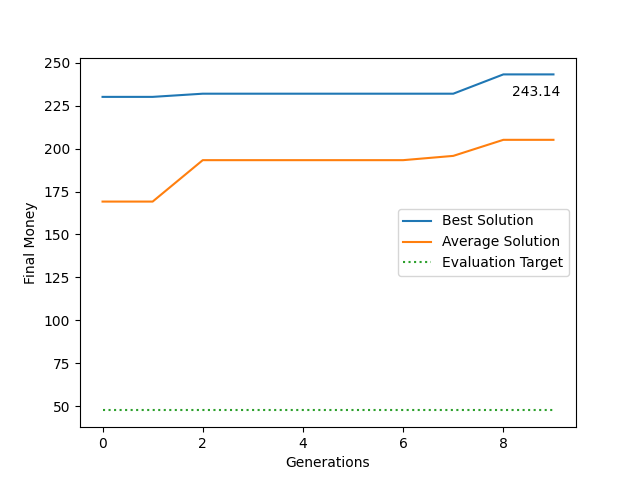 250
225
200
175
150
125
100
75
50
Final Money
243.14
Best Solution
Average Solution
Evaluation Target
0 2 4 6 8
Generations